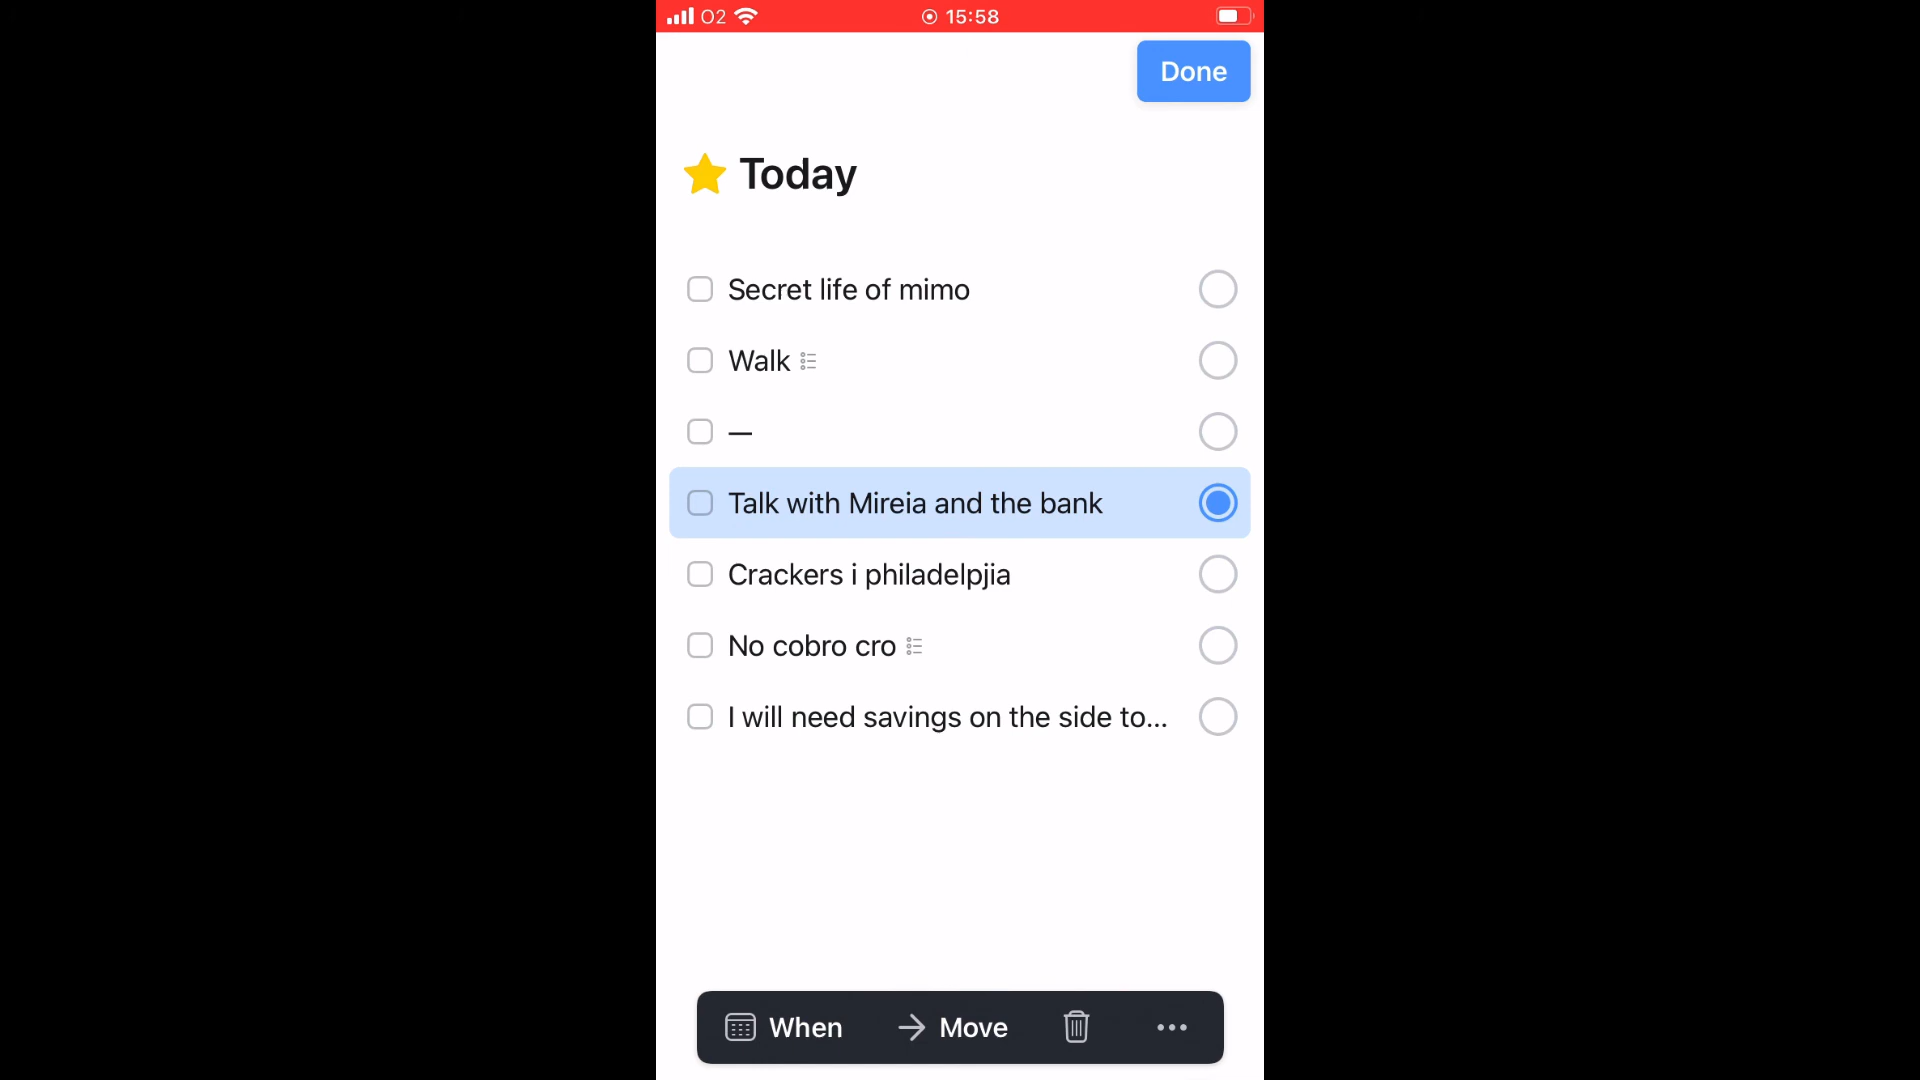 O2 15:58
Done
Today
Secret life of mimo
Walk
—
Talk with Mireia and the bank
Crackers i philadelpjia
No cobro cro
I will need savings on the side to...
When Move